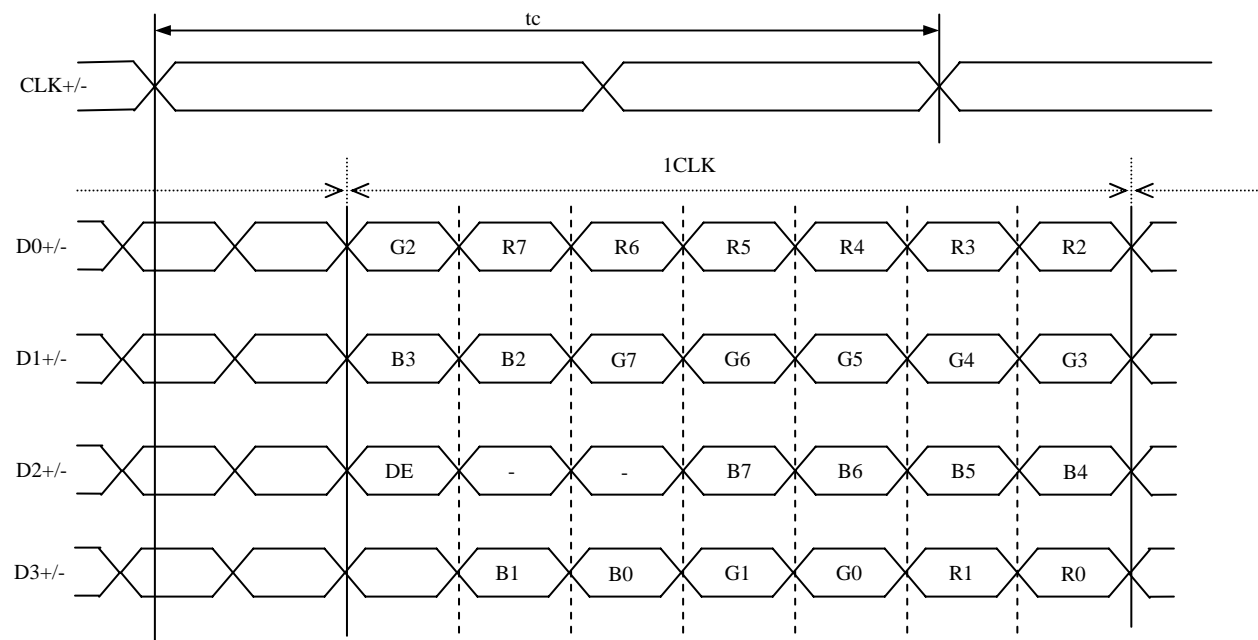 tc
CLK+/-
1CLK
D0+/- G2 R7 R6 R5 R4 R3 R2
D1+/- B3 B2 G7 G6 G5 G4 G3
D2+/- DE - - B7 B6 B5 B4
D3+/- B1 B0 G1 G0 R1 R0